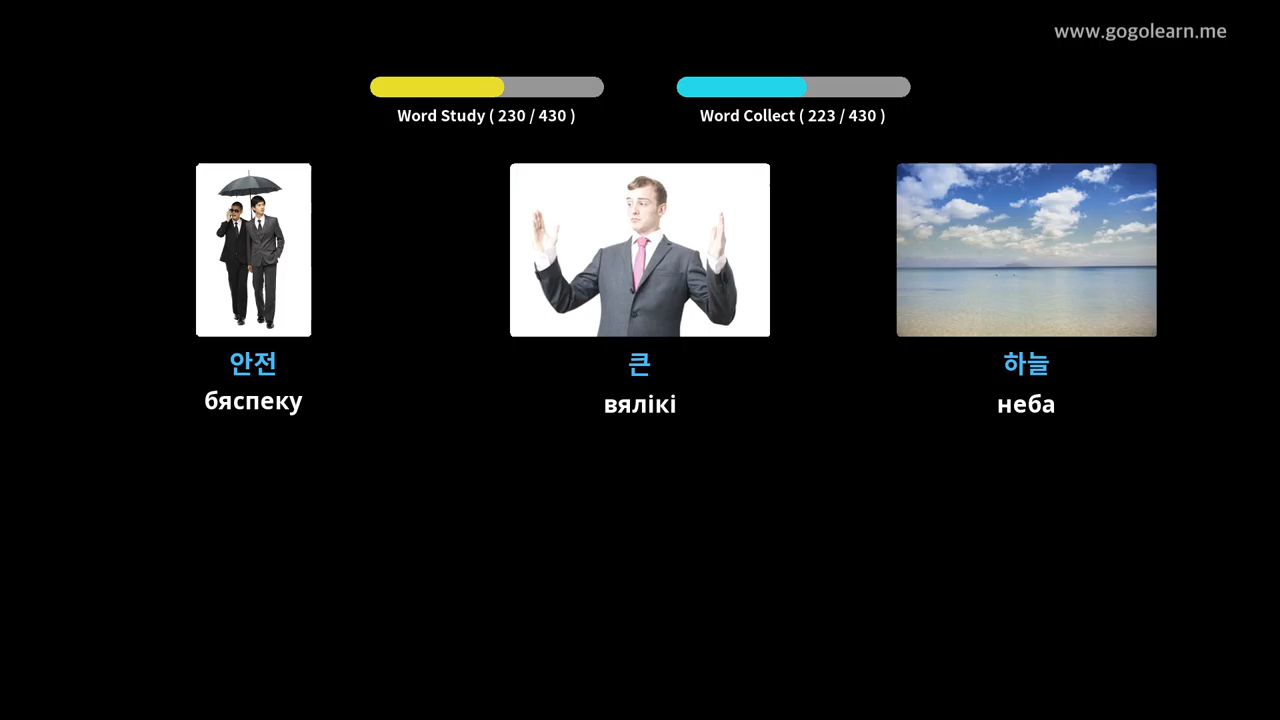 www.gogolearn.me
Word Study ( 230 / 430 )
Word Collect ( 223 / 430 )
안전
бяспеку
큰
вялікі
하늘
неба